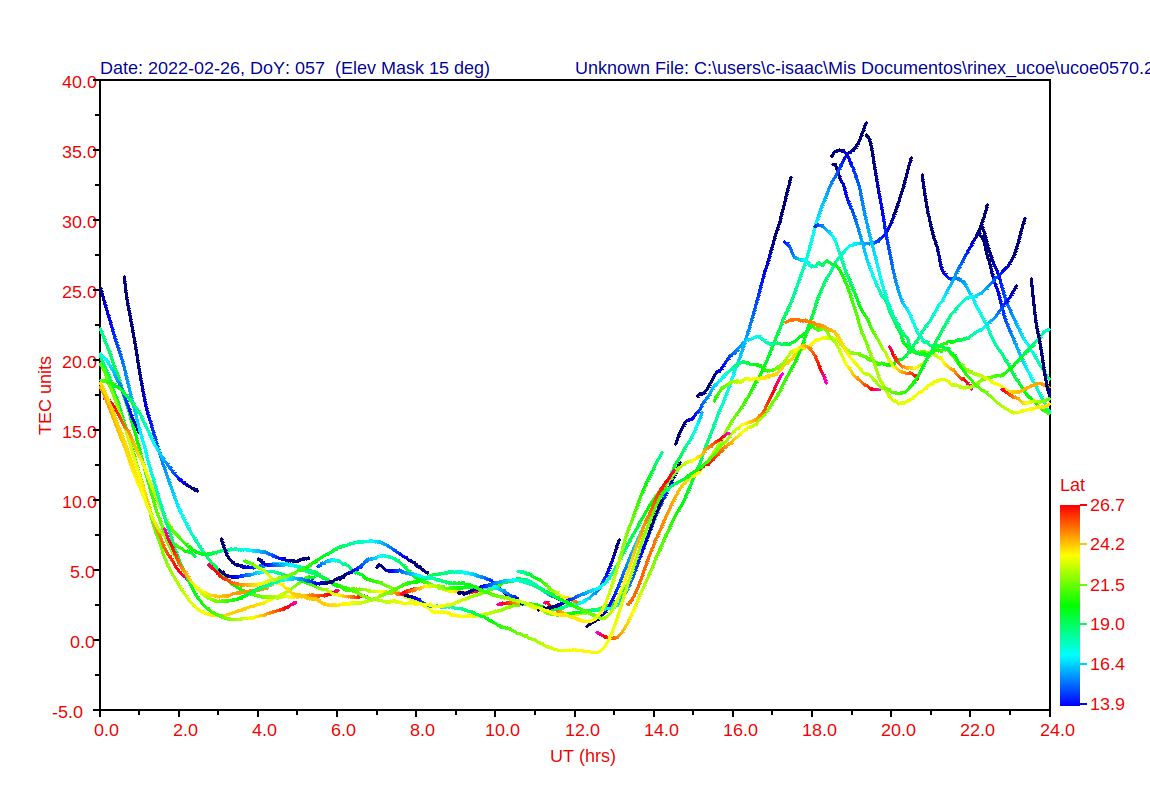 Date: 2022-02-26, DoY: 057  (Elev Mask 15 deg)
Unknown File: C:\users\c-isaac\Mis Documentos\rinex_ucoe\ucoe0570.2
40.0
35.0
30.0
25.0
20.0
15.0
10.0
5.0
0.0
-5.0
TEC units
0.0 2.0 4.0 6.0 8.0 10.0 12.0 14.0 16.0 18.0 20.0 22.0 24.0
UT (hrs)
Lat
26.7
24.2
21.5
19.0
16.4
13.9